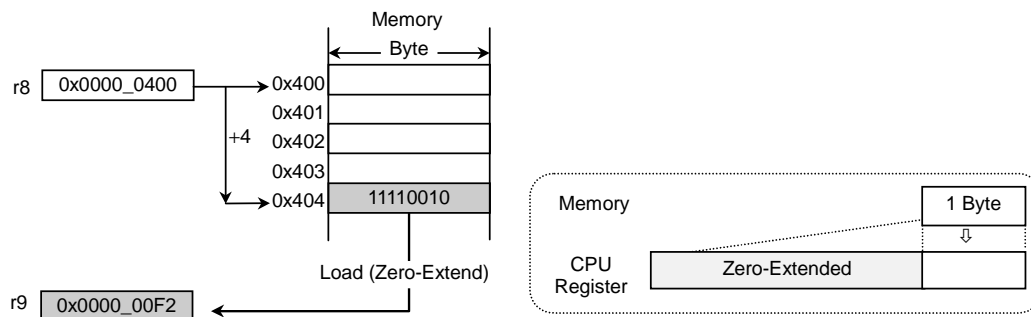 Memory
Byte
r8 0x0000_0400
0x400
0x401
+4
0x402
0x403
0x404 11110010
Load (Zero-Extend)
r9 0x0000_00F2
Memory 1 Byte
CPU Register Zero-Extended